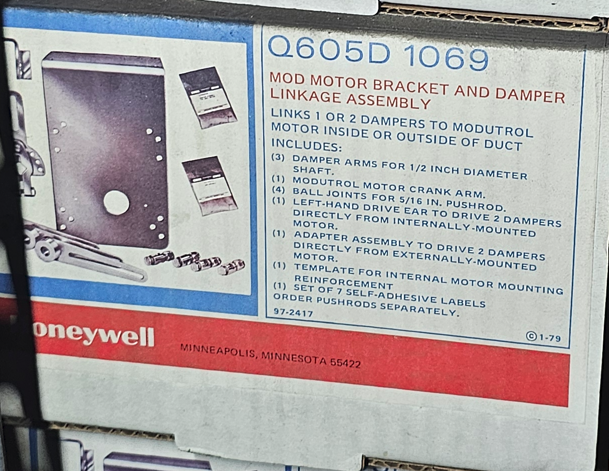 Q605D 1069
MOD MOTOR BRACKET AND DAMPER
LINKAGE ASSEMBLY
LINKS 1 OR 2 DAMPERS TO MODUTROL
MOTOR INSIDE OR OUTSIDE OF DUCT
INCLUDES:
(3) DAMPER ARMS FOR 1/2 INCH DIAMETER
SHAFT.
(1) MODUTROL MOTOR CRANK ARM.
(4) BALL JOINTS FOR 5/16 IN. PUSHROD.
(1) LEFT-HAND DRIVE EAR TO DRIVE 2 DAMPERS
DIRECTLY FROM INTERNALLY-MOUNTED
MOTOR.
(1) ADAPTER ASSEMBLY TO DRIVE 2 DAMPERS
DIRECTLY FROM EXTERNALLY-MOUNTED
MOTOR.
(1) TEMPLATE FOR INTERNAL MOTOR MOUNTING
REINFORCEMENT
(1) SET OF 7 SELF-ADHESIVE LABELS
ORDER PUSHRODS SEPARATELY.
97-2417
© 1-79
oneywell
MINNEAPOLIS, MINNESOTA 55422